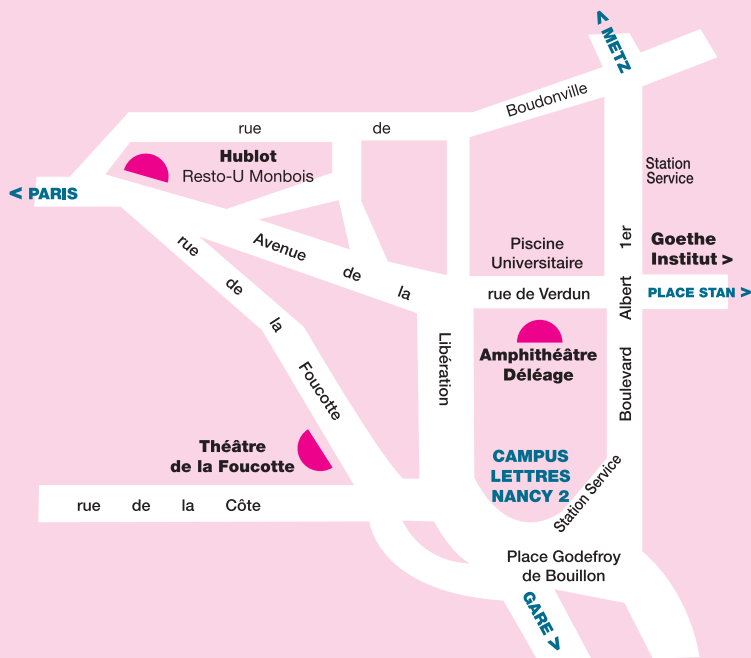 < METZ
Boudonville
rue de
Hublot
Resto-U Monbois
Station
Service
< PARIS
Goethe
Institut >
PLACE STAN >
Piscine
Universitaire
rue de Verdun
Avenue de la
Libération
rue de la Foucotte
Boulevard Albert 1er
Amphithéâtre
Déléage
Théâtre
de la Foucotte
CAMPUS
LETTRES
NANCY 2
Station Service
rue de la Côte
Place Godefroy
de Bouillon
GARE >